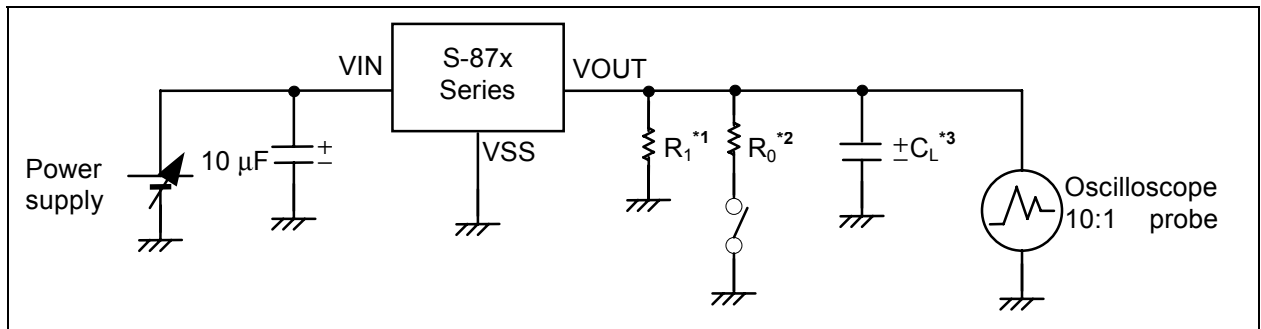 VIN
S-87x
Series
VOUT
VSS
Power
supply
10 μF
+
-
R1*1
R0*2
+
-
CL*3
Oscilloscope
10:1 probe